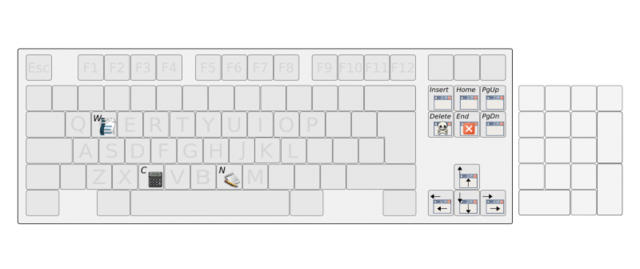 Esc F1 F2 F3 F4 F5 F6 F7 F8 F9 F10 F11 F12
Insert Home PgUp
Q W E R T Y U I O P Delete End PgDn
A S D F G H J K L
Z X C V B N M